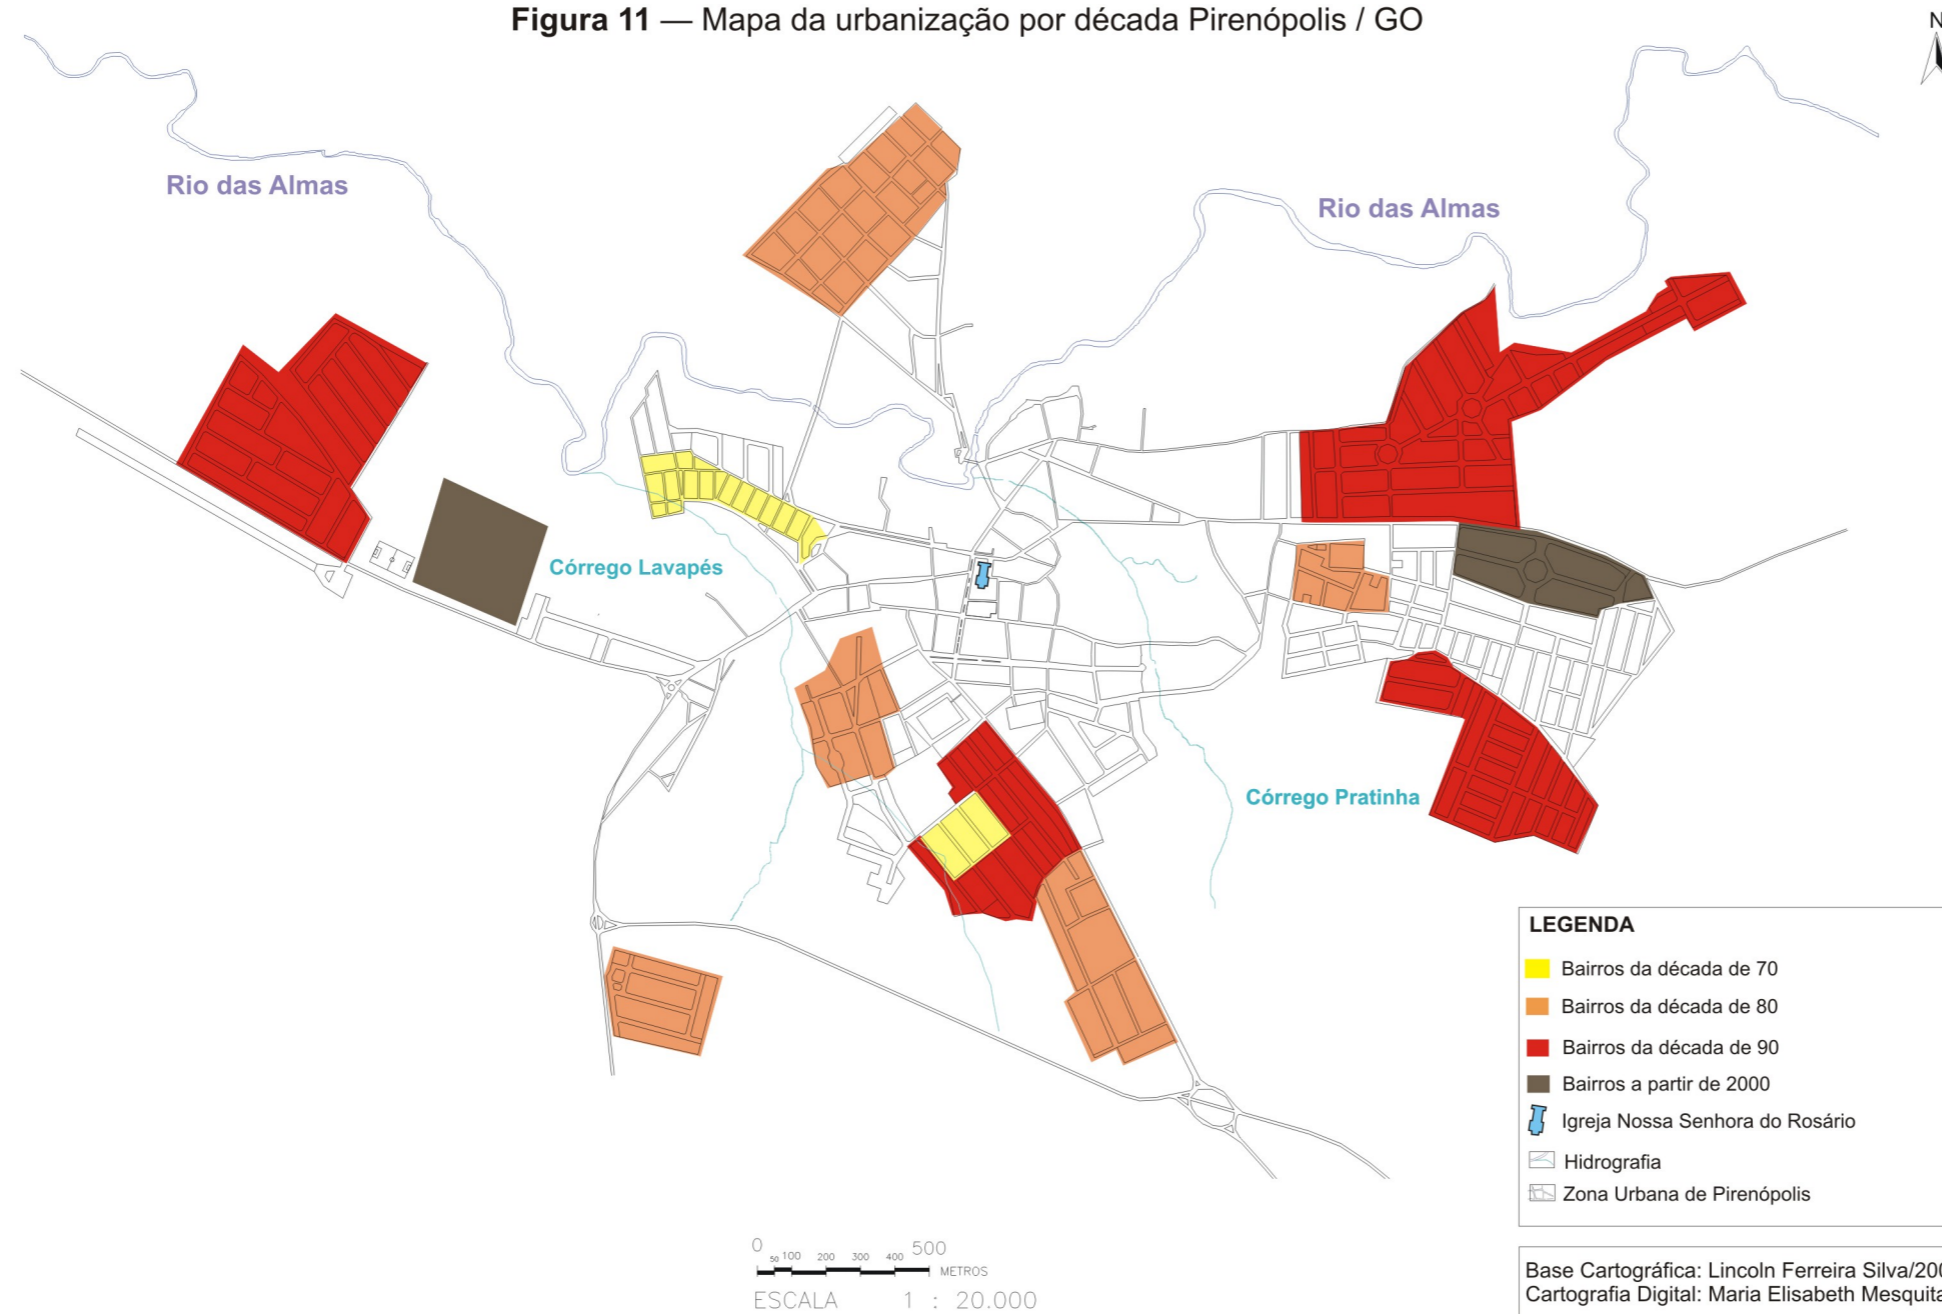 Figura 11 — Mapa da urbanização por década Pirenópolis / GO
N
Rio das Almas
Rio das Almas
Córrego Lavapés
Córrego Pratinha
LEGENDA
Bairros da década de 70
Bairros da década de 80
Bairros da década de 90
Bairros a partir de 2000
Igreja Nossa Senhora do Rosário
Hidrografia
Zona Urbana de Pirenópolis
0 50 100 200 300 400 500
METROS
ESCALA 1 : 20.000
Base Cartográfica: Lincoln Ferreira Silva/200
Cartografia Digital: Maria Elisabeth Mesquita